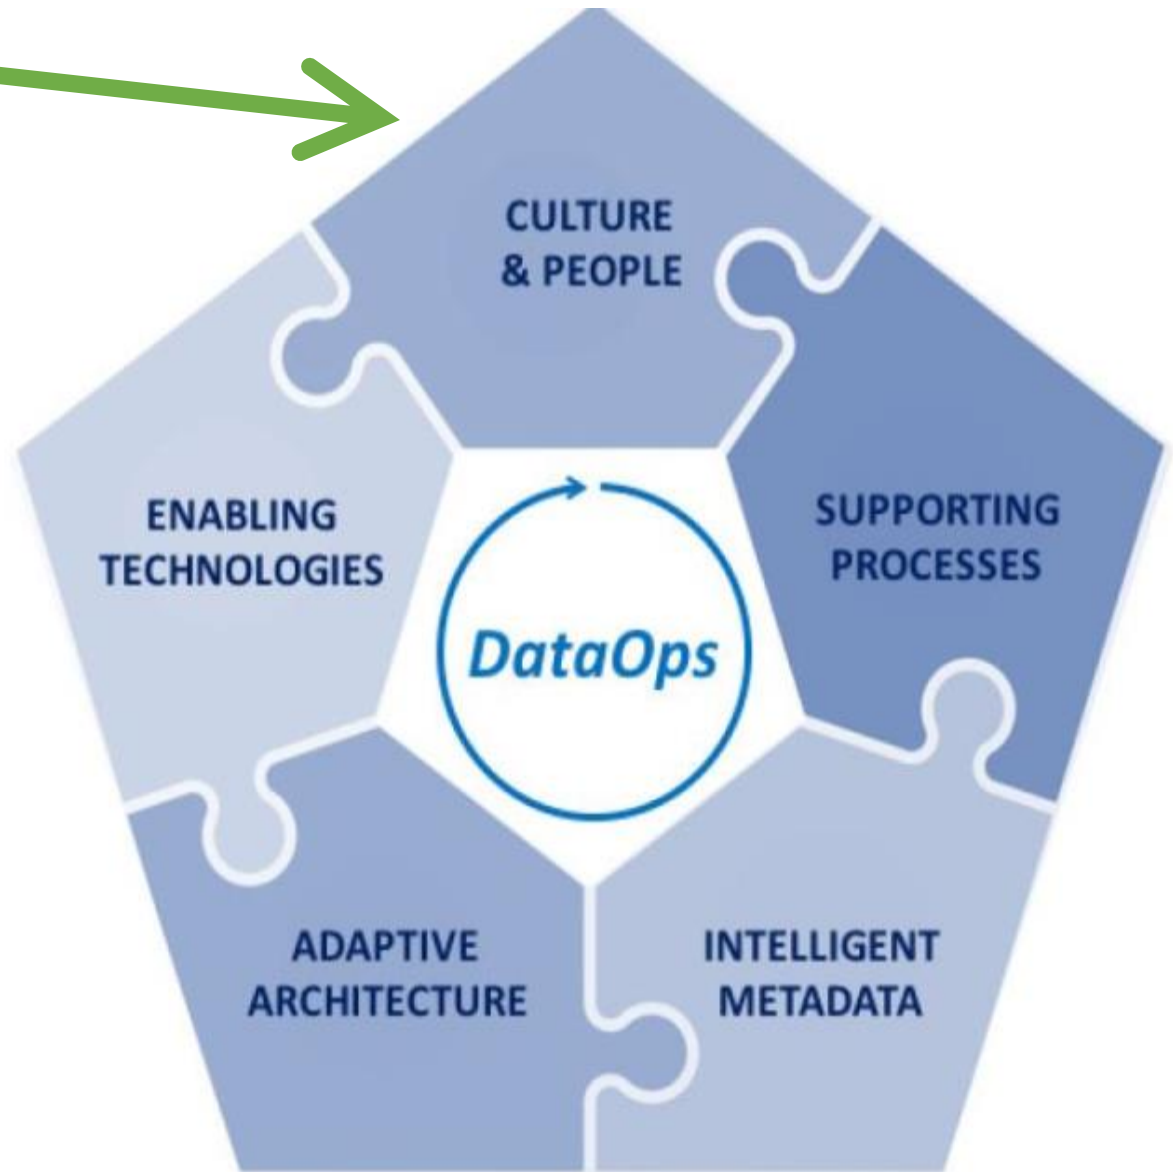 CULTURE
& PEOPLE
ENABLING
TECHNOLOGIES
SUPPORTING
PROCESSES
DataOps
ADAPTIVE
ARCHITECTURE
INTELLIGENT
METADATA